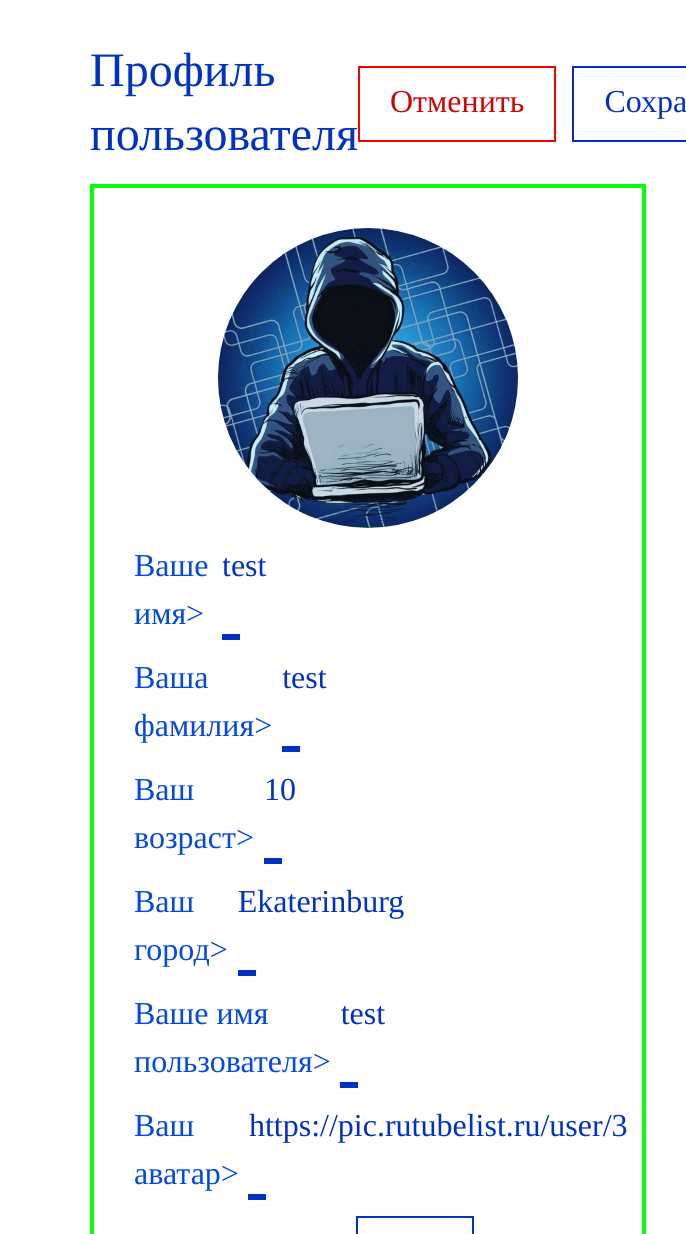 Профиль
пользователя
Отменить
Сохра
Ваше test
имя>
Ваша test
фамилия>
Ваш 10
возраст>
Ваш Ekaterinburg
город>
Ваше имя test
пользователя>
Ваш https://pic.rutubelist.ru/user/3
аватар>